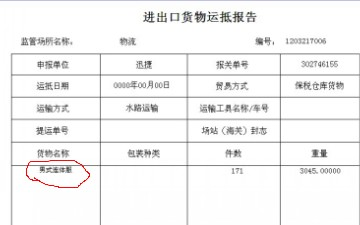 进出口货物运抵报告
监管场所名称: 物流 编号: 1203217006
申报单位 迅捷 报关单号 302746155
运抵日期 0000年00月00日 贸易方式 保税仓库货物
运输方式 水路运输 运输工具名称/车号
提运单号 场站（海关）封志
货物名称 包装种类 件数 重量
男式连体服 171 3045.00000